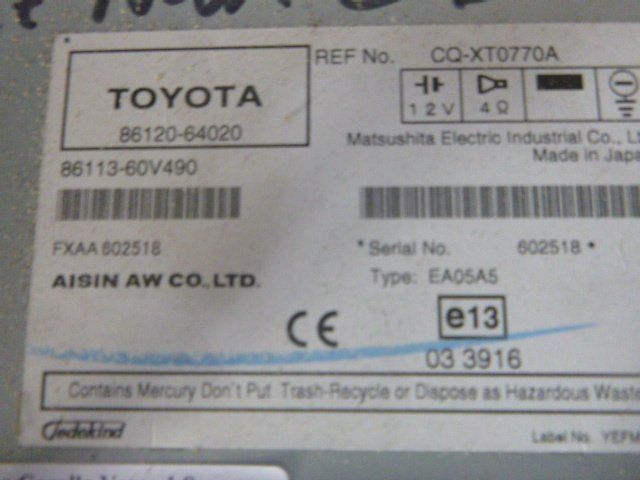 REF No. CQ-XT0770A
TOYOTA
86120-64020
12V 4Ω
Matsushita Electric Industrial Co., Lt
Made in Japa
86113-60V490
FXAA 602518
*Serial No. 602518 *
AISIN AW CO.,LTD.
Type: EA05A5
CE e13
03 3916
Contains Mercury Don't Put Trash-Recycle or Dispose as Hazardous Waste
Jedekind
Label No. YEFM